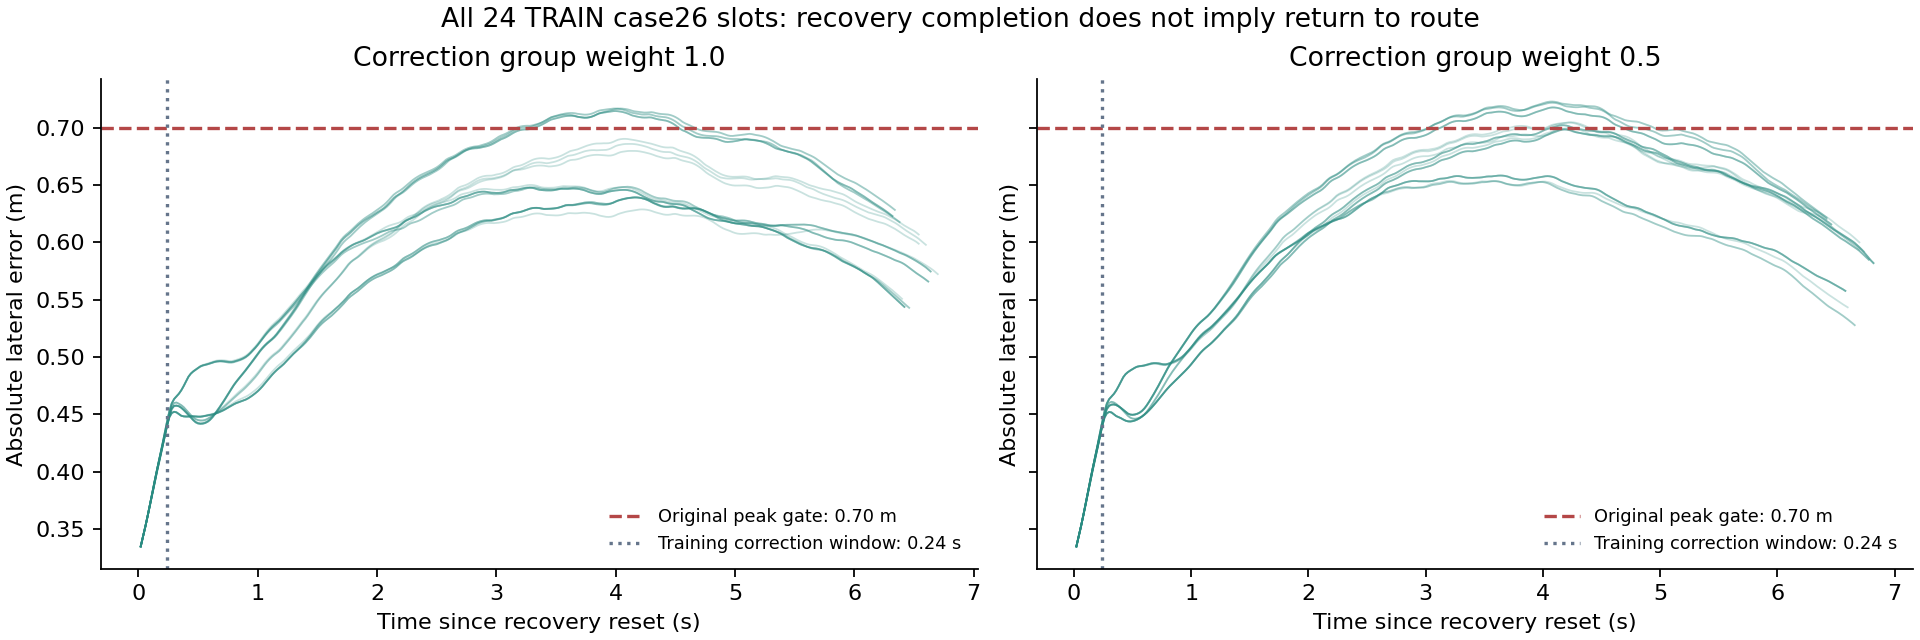 All 24 TRAIN case26 slots: recovery completion does not imply return to route
Correction group weight 1.0
Absolute lateral error (m)
0.70
0.65
0.60
0.55
0.50
0.45
0.40
0.35
Original peak gate: 0.70 m
Training correction window: 0.24 s
0 1 2 3 4 5 6 7
Time since recovery reset (s)
Correction group weight 0.5
Absolute lateral error (m)
Original peak gate: 0.70 m
Training correction window: 0.24 s
0 1 2 3 4 5 6 7
Time since recovery reset (s)